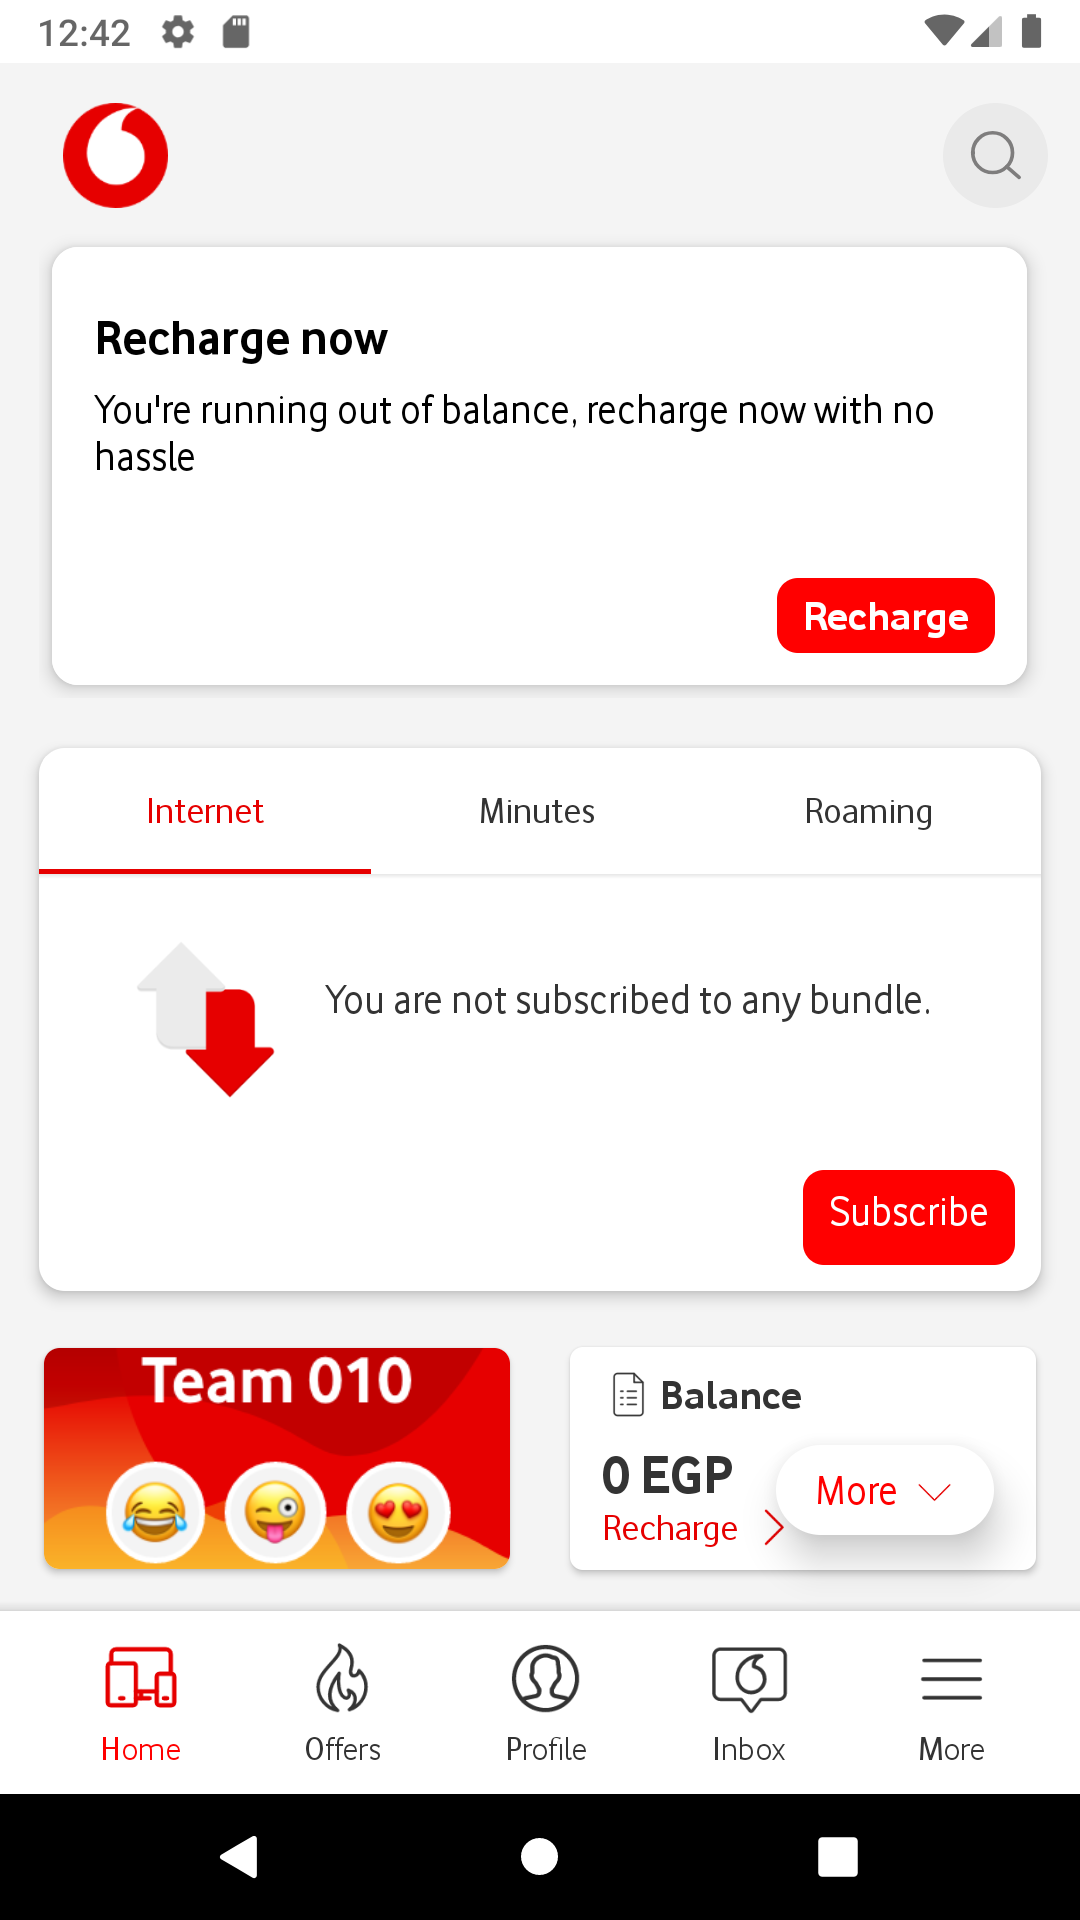 12:42
Recharge now
You're running out of balance, recharge now with no
hassle
Recharge
Internet
Minutes
Roaming
You are not subscribed to any bundle.
Subscribe
Team 010
Balance
0 EGP
Recharge
More
Home
Offers
Profile
Inbox
More